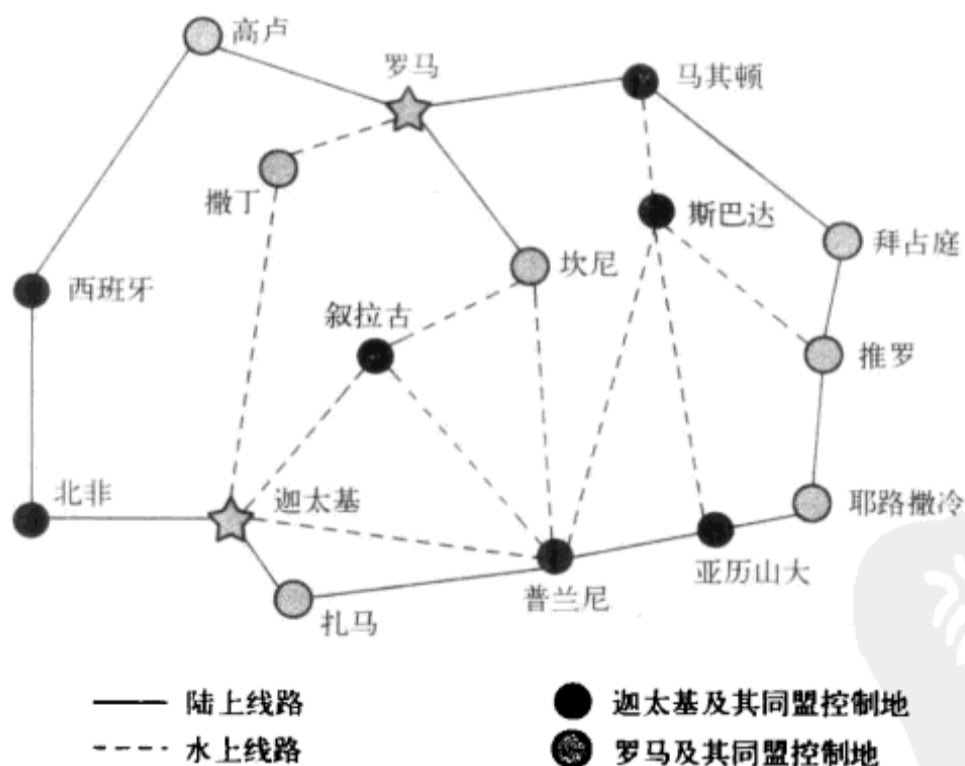 高卢
罗马
马其顿
撒丁
斯巴达
拜占庭
西班牙
坎尼
叙拉古
推罗
北非
迦太基
耶路撒冷
亚历山大
普兰尼
扎马
陆上线路
迦太基及其同盟控制地
水上线路
罗马及其同盟控制地